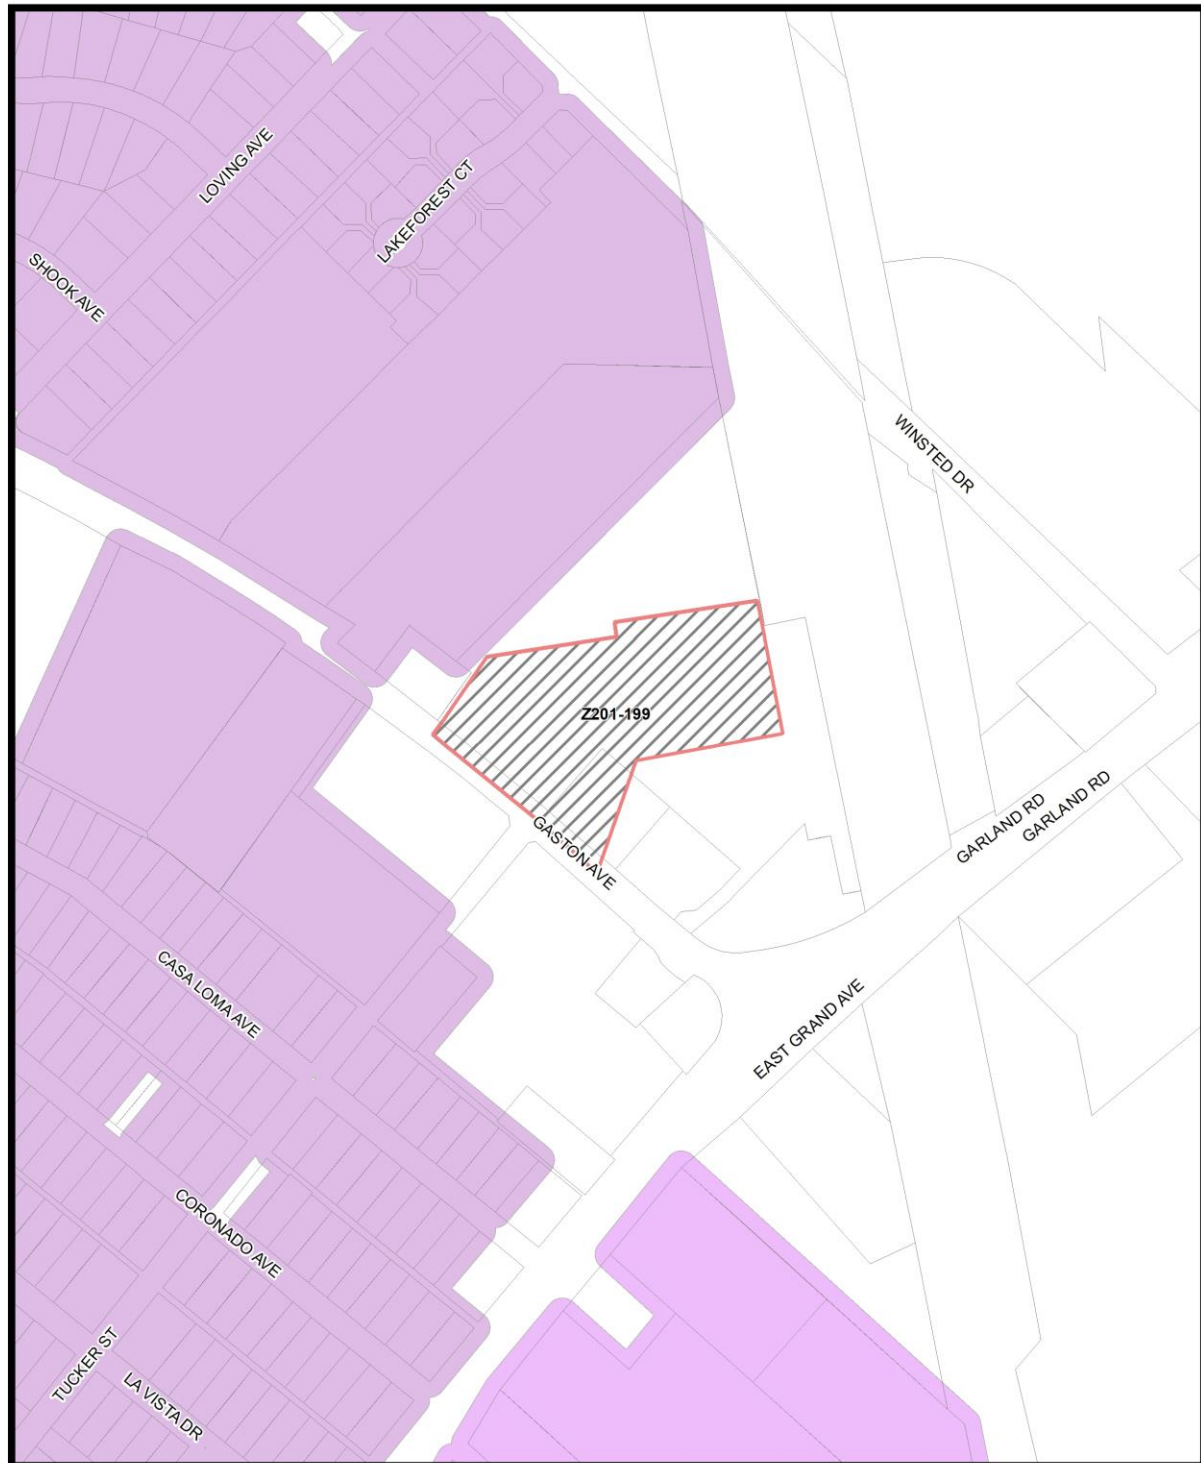 LOVING AVE
LAKEFOREST CT
SHOOK AVE
WINSTED DR
Z201-199
GARLAND RD
GARLAND RD
GASTON AVE
CASA LOMA AVE
EAST GRAND AVE
CORONADO AVE
TUCKER ST
LA VISTA DR